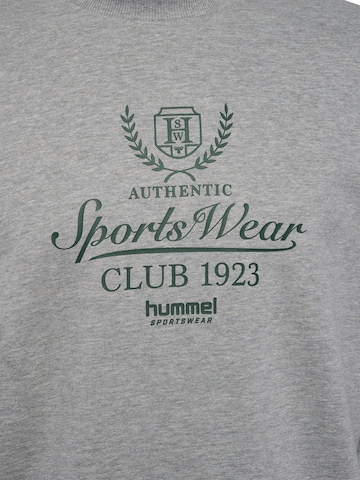 H
S
W
AUTHENTIC
Sports Wear
CLUB 1923
hummel
SPORTSWEAR